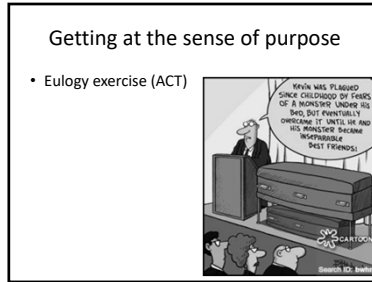 Getting at the sense of purpose
• Eulogy exercise (ACT)
KEVIN WAS PLAGUED
SINCE CHILDHOOD BY FEARS
OF A MONSTER UNDER HIS
BED, BUT EVENTUALLY
OVERCAME IT UNTIL HE AND
HIS MONSTER BECAME
INSEPARABLE
BEST FRIENDS!
CARTOON
Search ID: